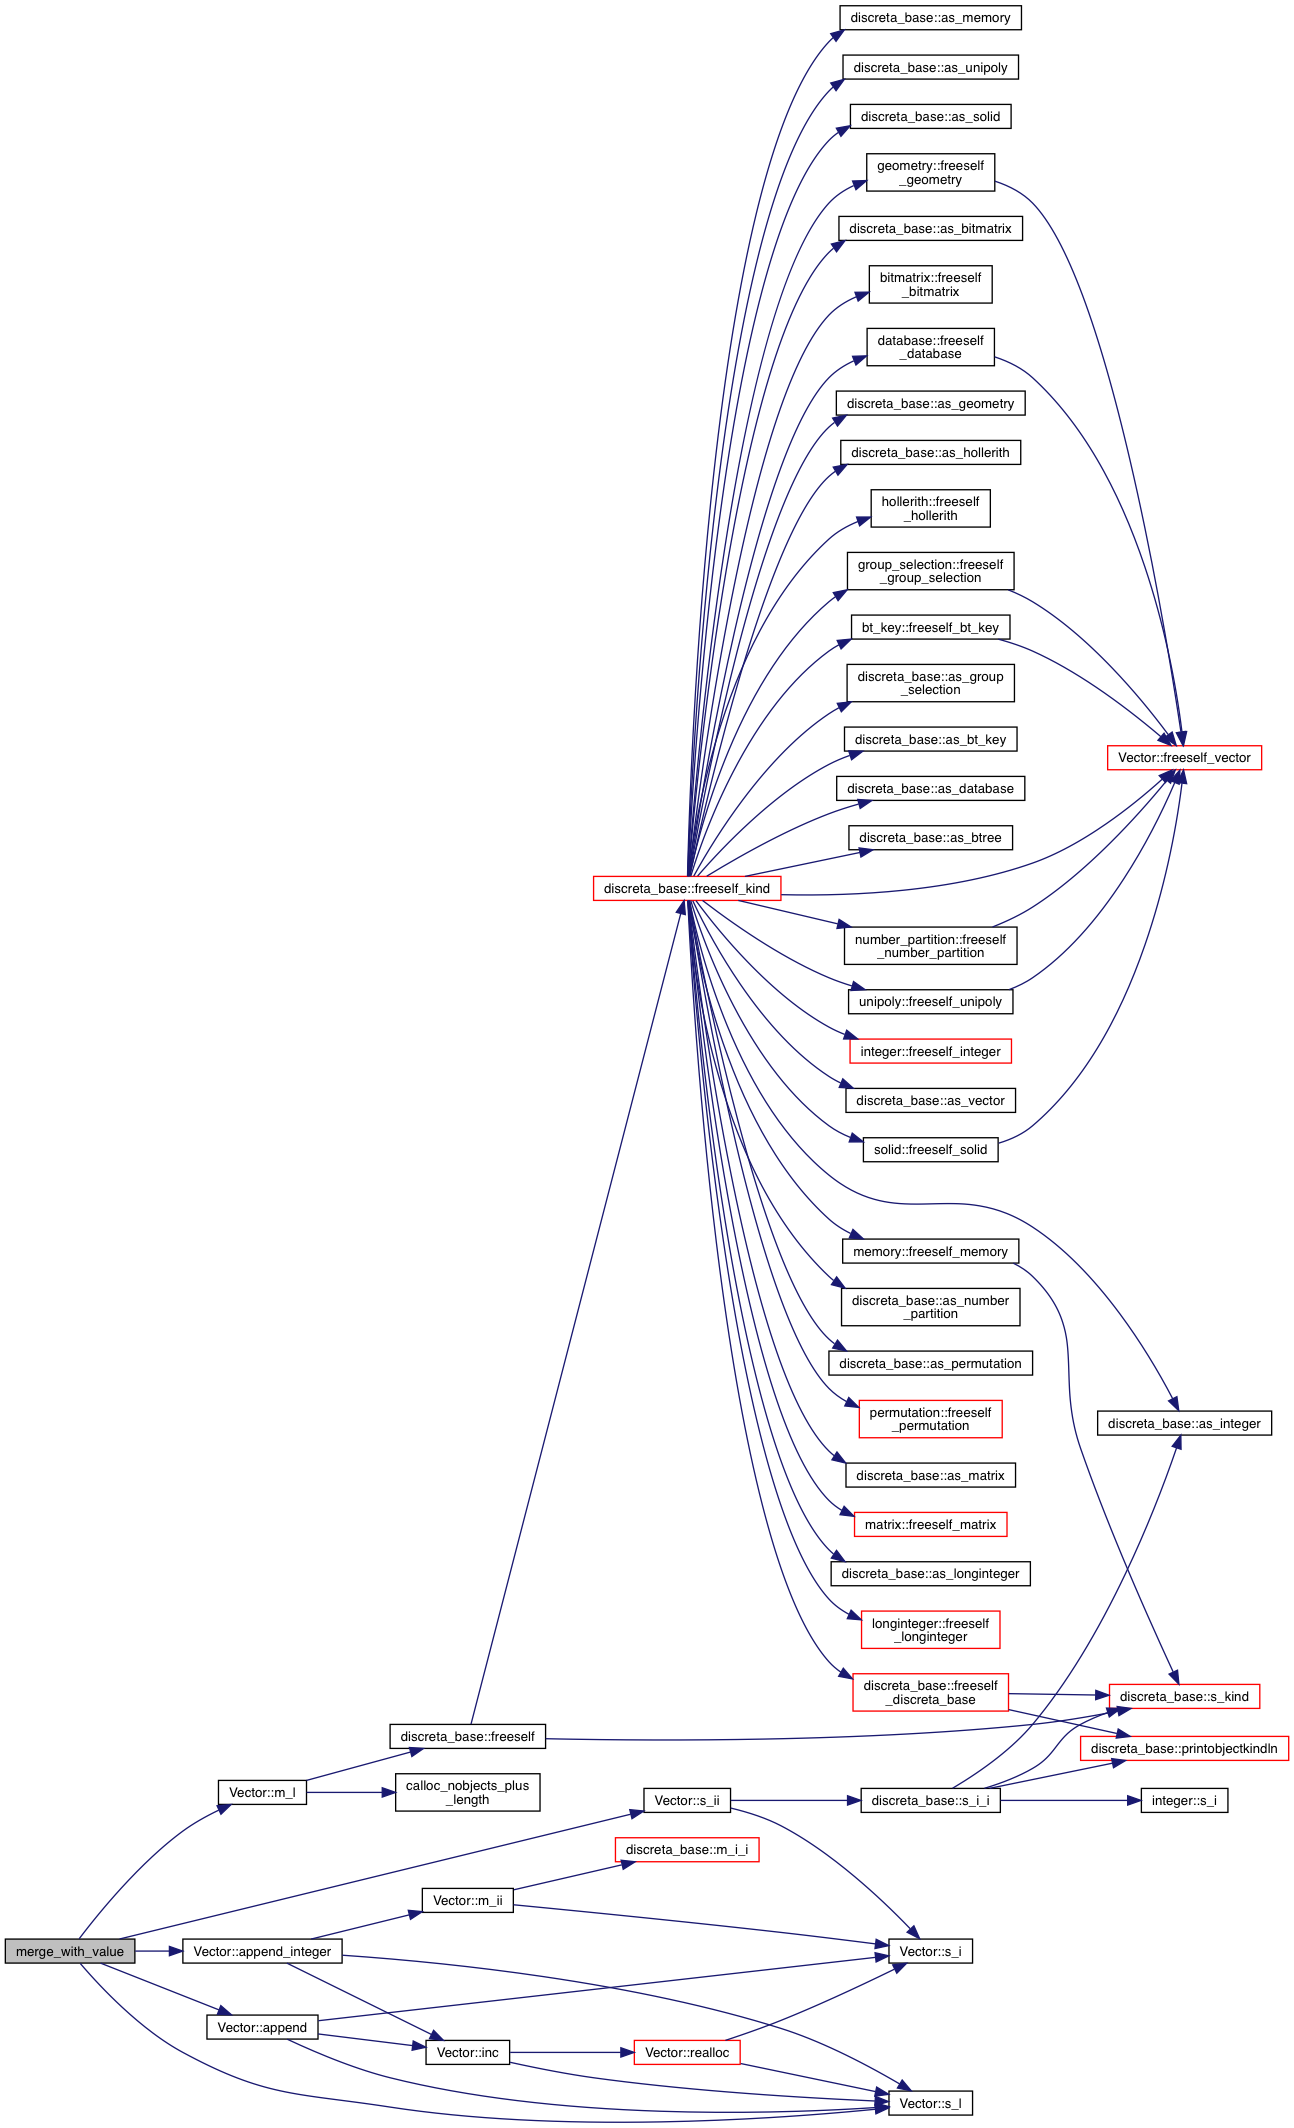 discreta_base::as_memory
discreta_base::as_unipoly
discreta_base::as_solid
geometry::freeself
_geometry
discreta_base::as_bitmatrix
bitmatrix::freeself
_bitmatrix
database::freeself
_database
discreta_base::as_geometry
discreta_base::as_hollerith
hollerith::freeself
_hollerith
group_selection::freeself
_group_selection
bt_key::freeself_bt_key
discreta_base::as_group
_selection
discreta_base::as_bt_key
Vector::freeself_vector
discreta_base::as_database
discreta_base::as_btree
discreta_base::freeself_kind
number_partition::freeself
_number_partition
unipoly::freeself_unipoly
integer::freeself_integer
discreta_base::as_vector
solid::freeself_solid
memory::freeself_memory
discreta_base::as_number
_partition
discreta_base::as_permutation
permutation::freeself
_permutation
discreta_base::as_integer
discreta_base::as_matrix
matrix::freeself_matrix
discreta_base::as_longinteger
longinteger::freeself
_longinteger
discreta_base::freeself
_discreta_base
discreta_base::s_kind
discreta_base::freeself
discreta_base::printobjectkindln
Vector::m_l
calloc_nobjects_plus
_length
Vector::s_ii
discreta_base::s_i_i
integer::s_i
discreta_base::m_i_i
Vector::m_ii
merge_with_value
Vector::append_integer
Vector::s_i
Vector::append
Vector::inc
Vector::realloc
Vector::s_l